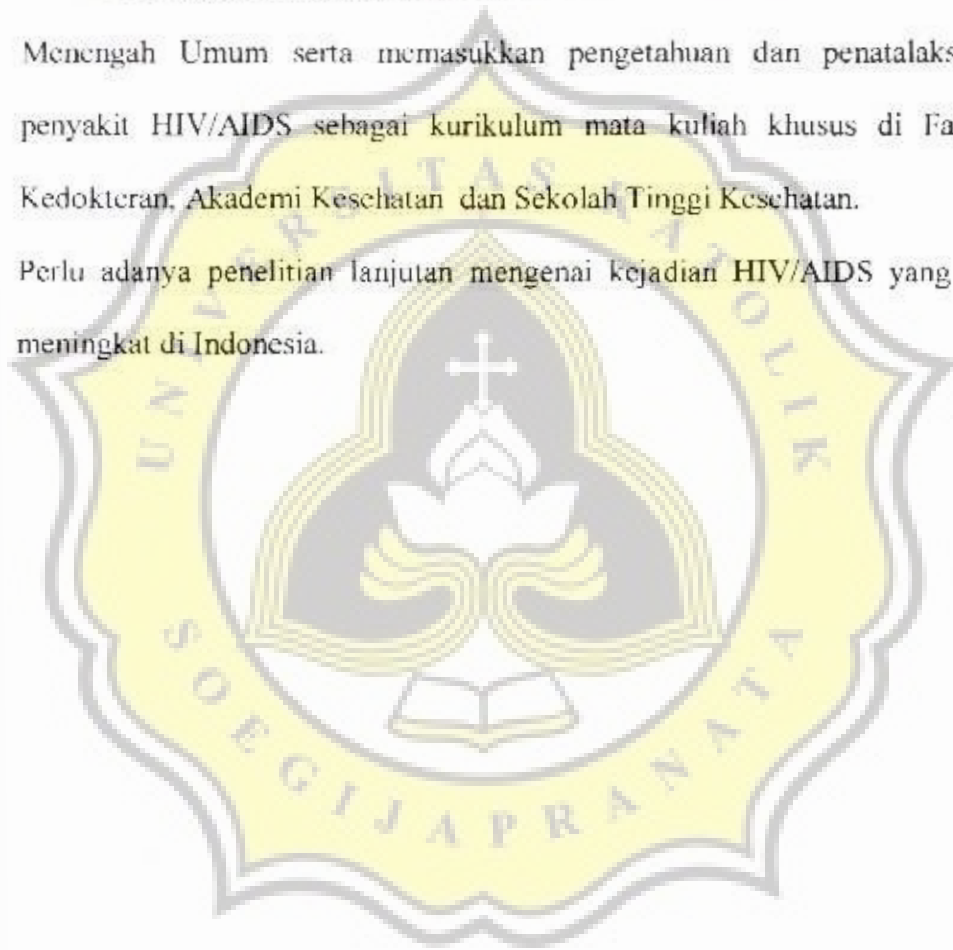 Menengah Umum serta memasukkan pengetahuan dan penatalaks
penyakit HIV/AIDS sebagai kurikulum mata kuliah khusus di Fa
Kedokteran, Akademi Kesehatan dan Sekolah Tinggi Kesehatan.
Perlu adanya penelitian lanjutan mengenai kejadian HIV/AIDS yang
meningkat di Indonesia.
UNIVERSITAS KATOLIK
SOEGIJAPRANATA